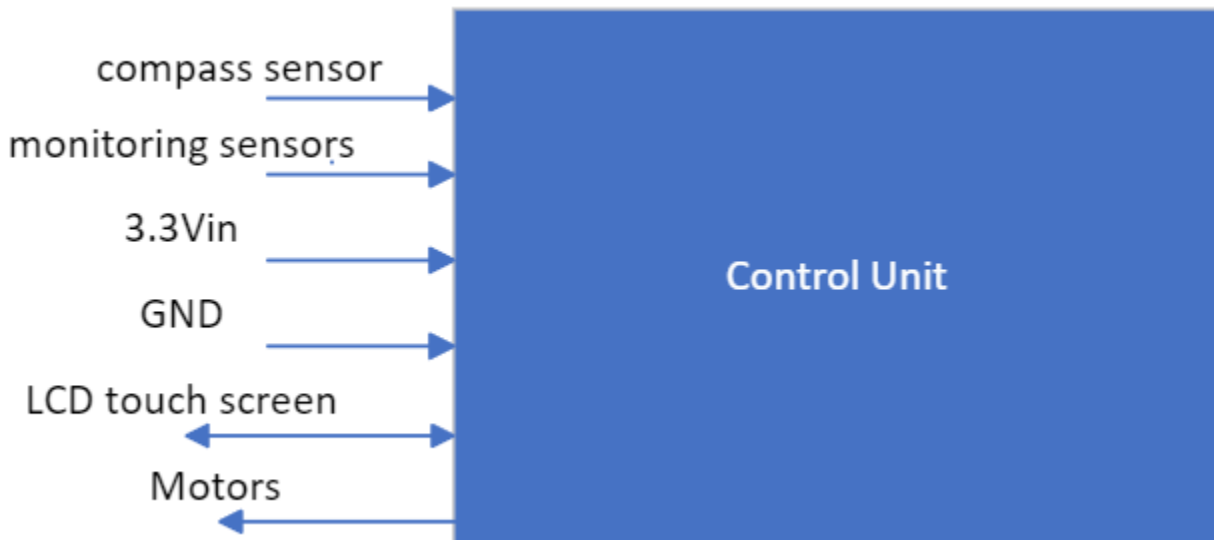 compass sensor
monitoring sensors
3.3Vin
GND
LCD touch screen
Motors
Control Unit